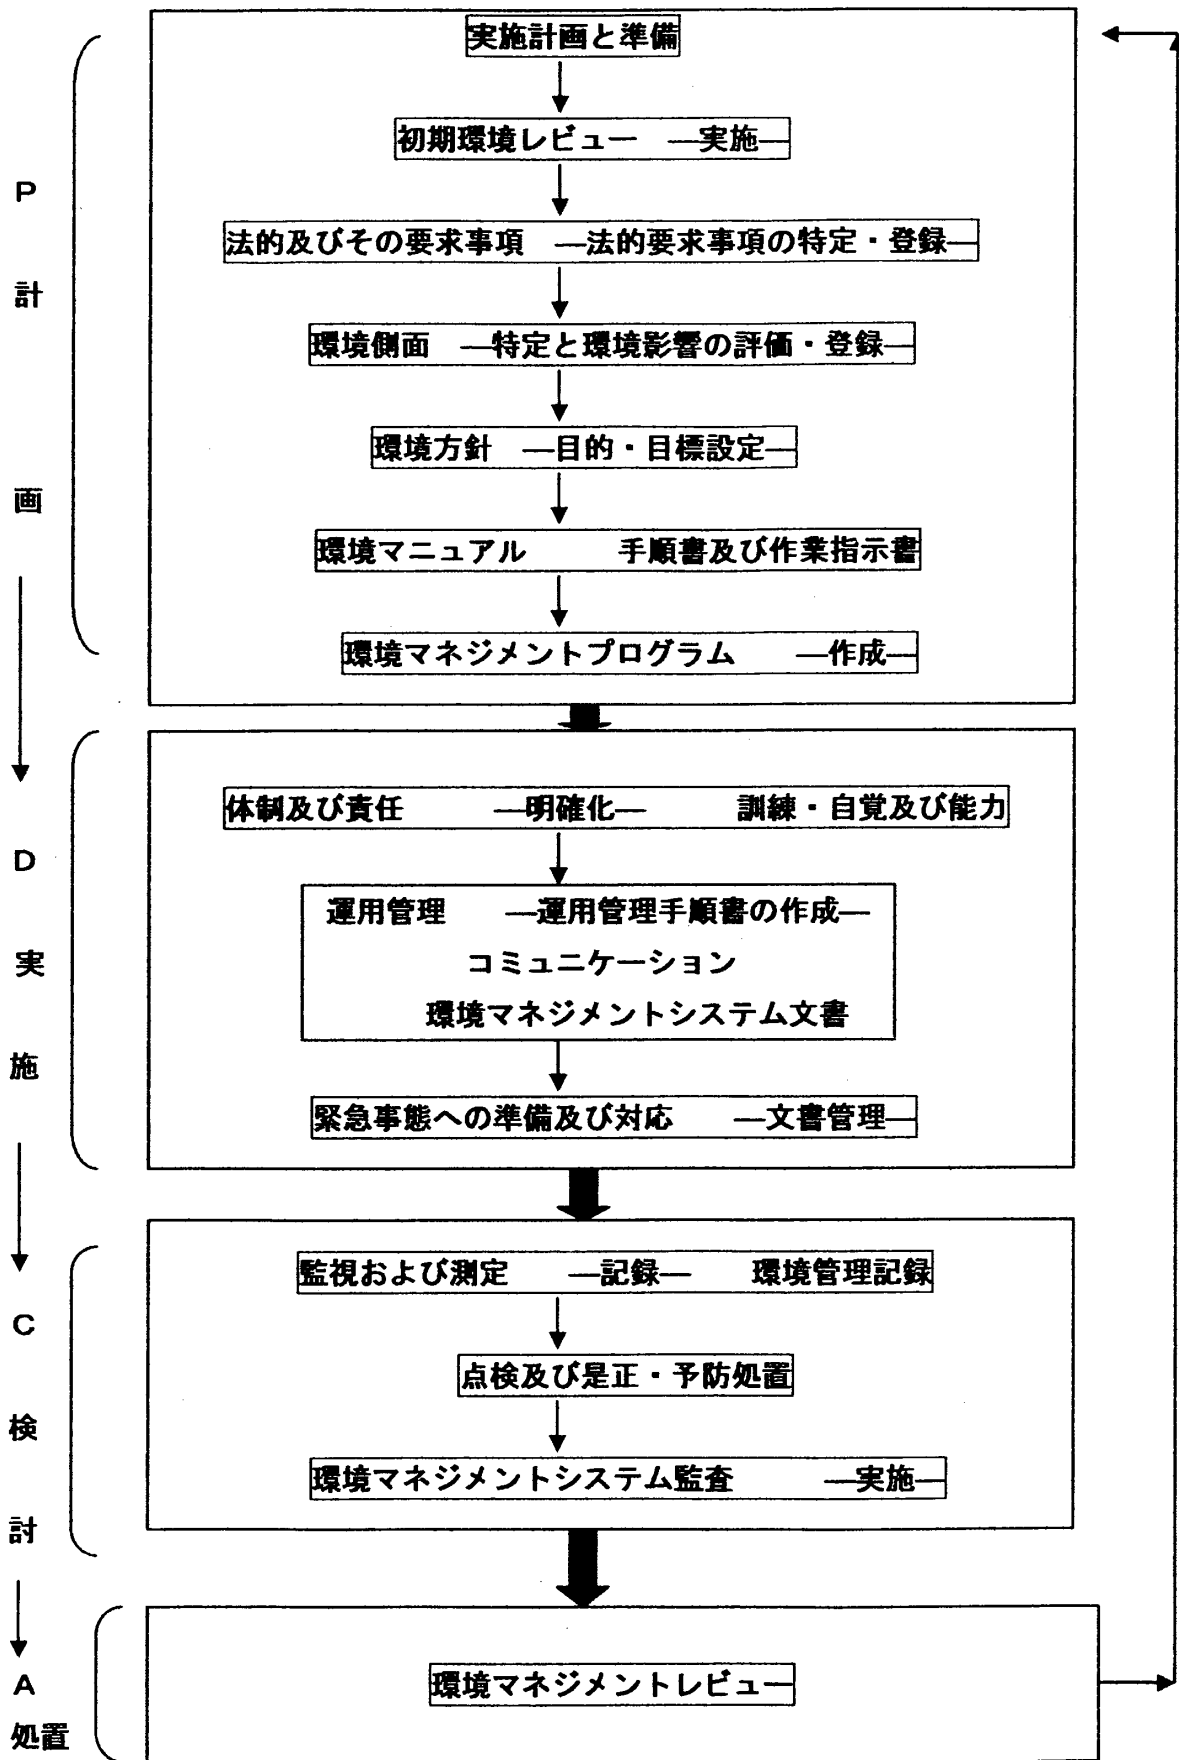 実施計画と準備
初期環境レビュー　―実施―
P
法的及びその要求事項　―法的要求事項の特定・登録―
計
環境側面　―特定と環境影響の評価・登録―
環境方針　―目的・目標設定―
画
環境マニュアル　　　手順書及び作業指示書
環境マネジメントプログラム　　―作成―
体制及び責任　　　―明確化―　　　訓練・自覚及び能力
D
運用管理　　―運用管理手順書の作成―
実
コミュニケーション
環境マネジメントシステム文書
施
緊急事態への準備及び対応　　―文書管理―
監視および測定　　―記録―　　環境管理記録
C
点検及び是正・予防処置
検
環境マネジメントシステム監査　　　―実施―
討
環境マネジメントレビュー
A
処置